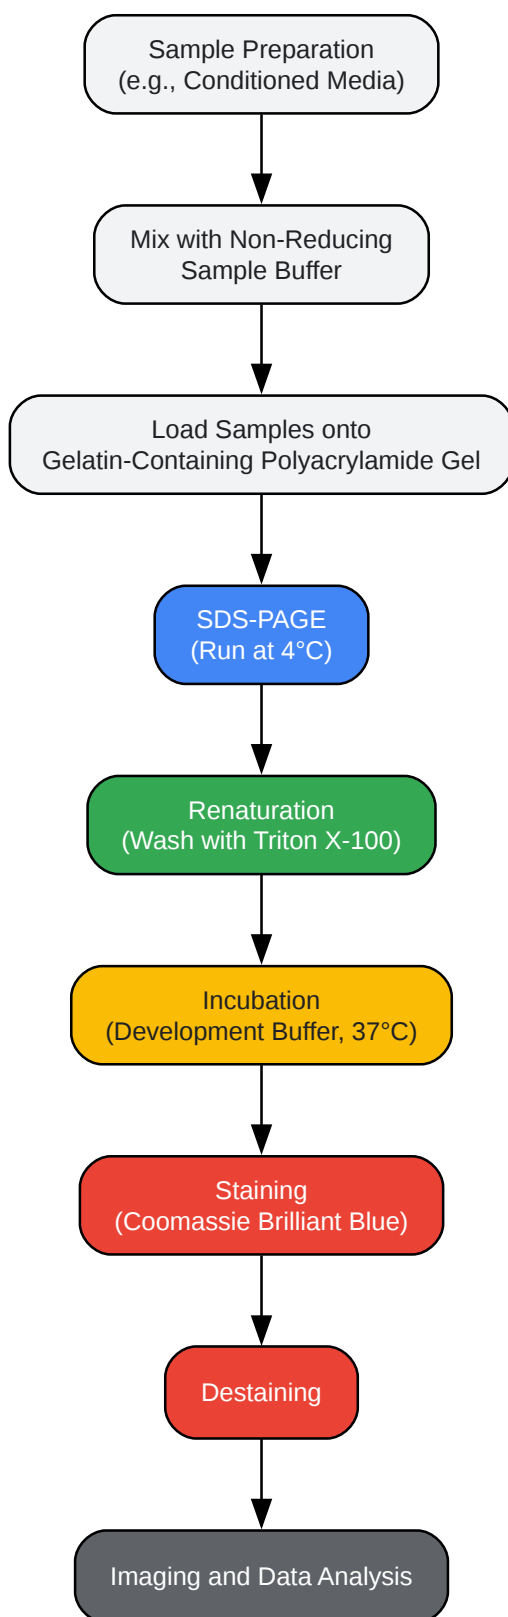 Sample Preparation
(e.g., Conditioned Media)
Mix with Non-Reducing
Sample Buffer
Load Samples onto
Gelatin-Containing Polyacrylamide Gel
SDS-PAGE
(Run at 4°C)
Renaturation
(Wash with Triton X-100)
Incubation
(Development Buffer, 37°C)
Staining
(Coomassie Brilliant Blue)
Destaining
Imaging and Data Analysis